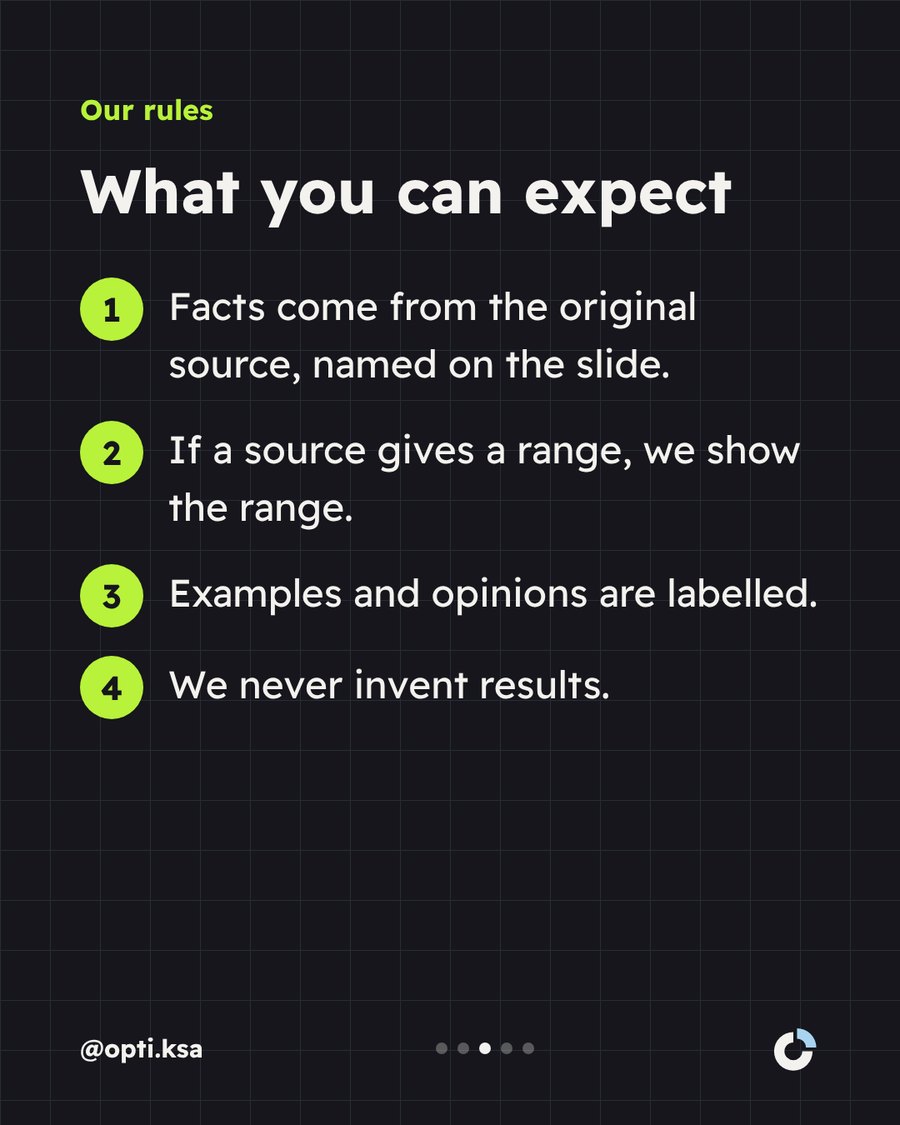 Our rules
What you can expect
1 Facts come from the original
source, named on the slide.
2 If a source gives a range, we show
the range.
3 Examples and opinions are labelled.
4 We never invent results.
@opti.ksa